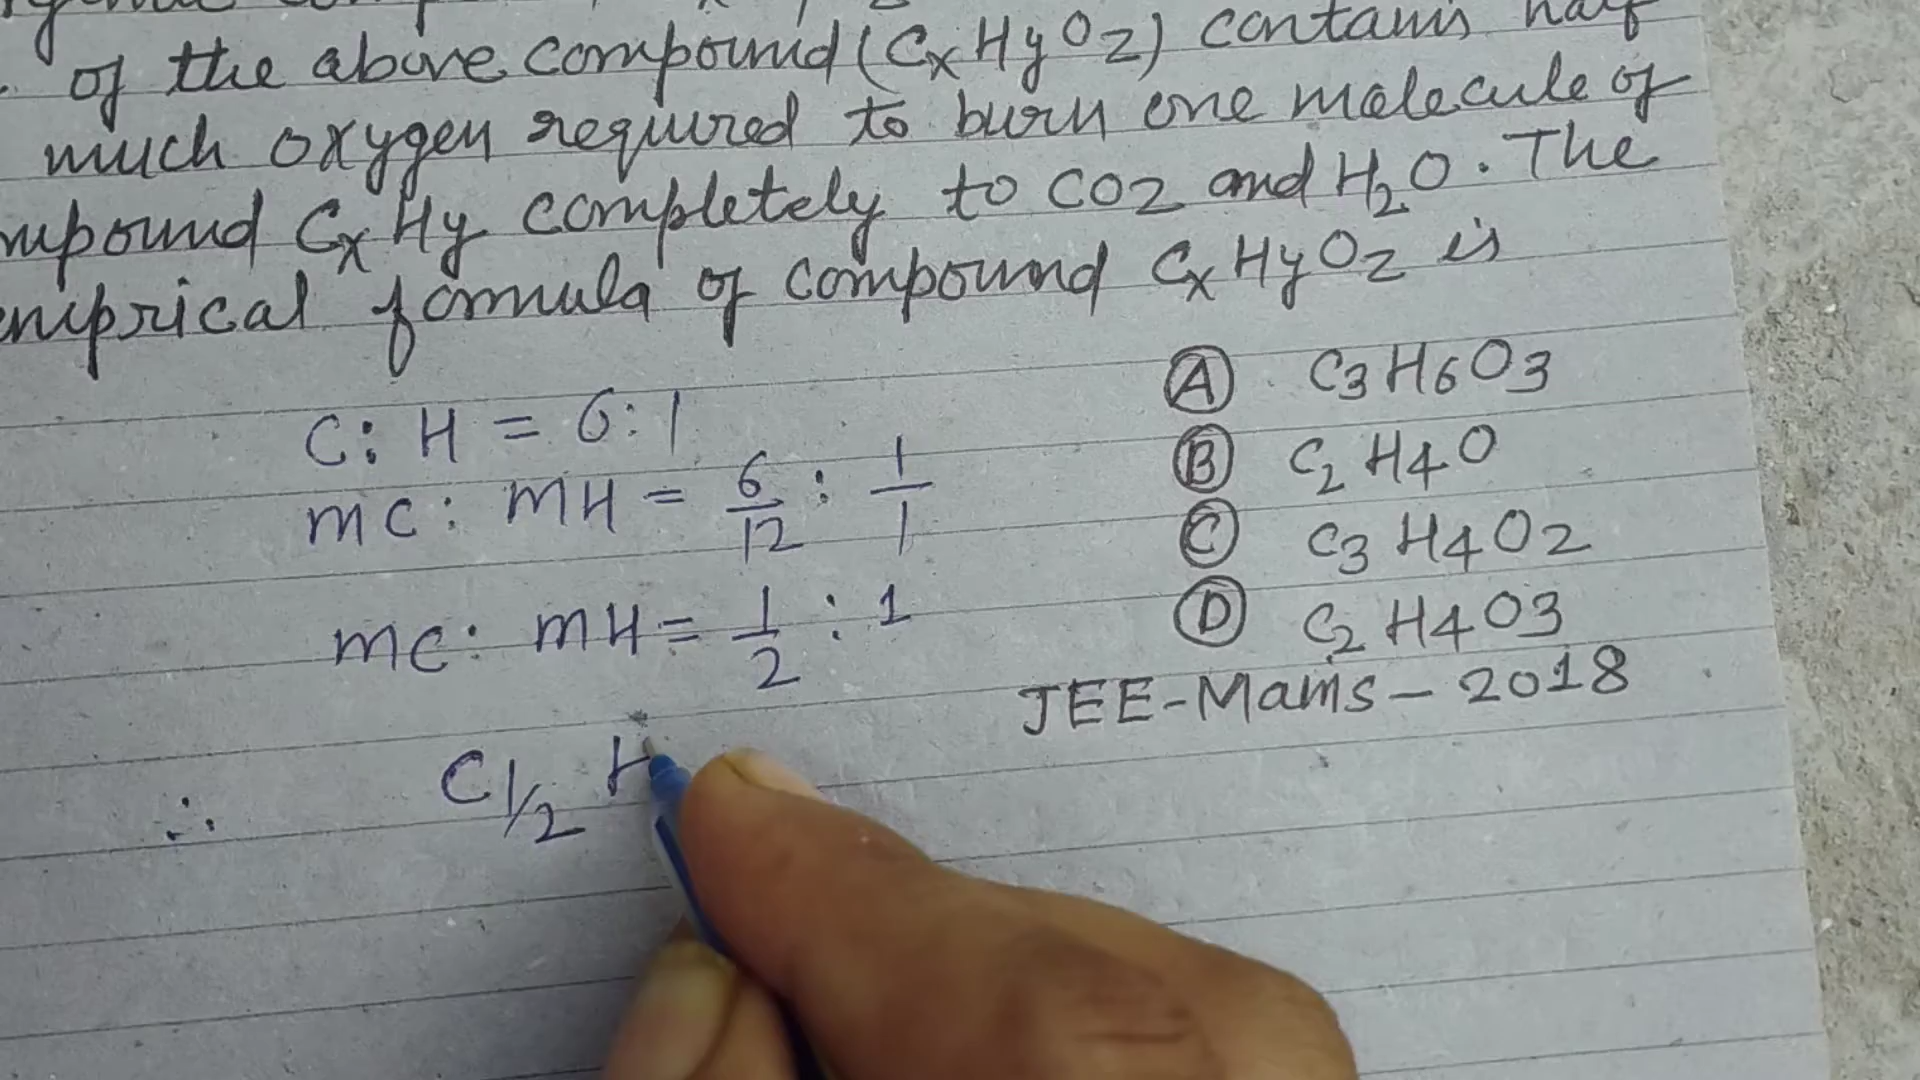 of the above compound (CxHyOz) contains half
much oxygen required to burn one molecule of
mpound CxHy completely to CO2 and H2O. The
emprical formula of compound CxHyOz is
C: H = 6:1
mC: mH = 6/12 : 1/1
mC: mH = 1/2 : 1
∴ C1/2 H
(A) C3H6O3
(B) C2H4O
(C) C3H4O2
(D) C2H4O3
JEE-Mains-2018